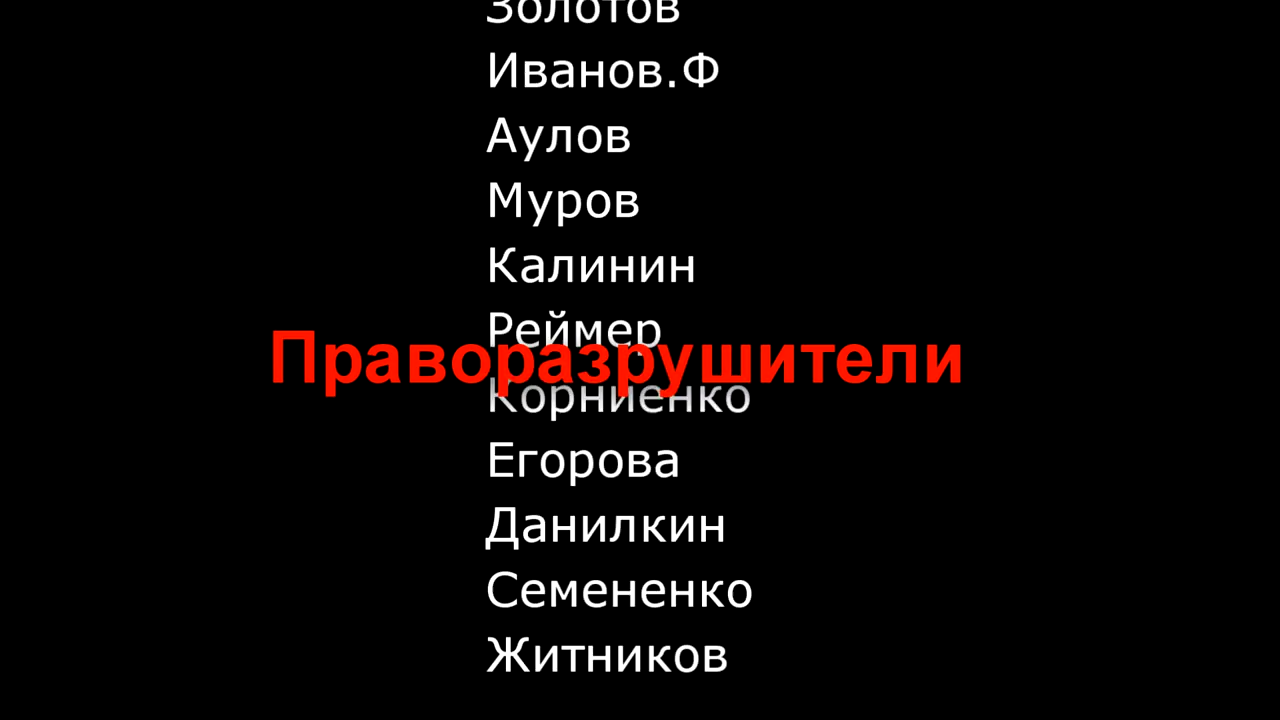 Золотов
Иванов.Ф
Аулов
Муров
Калинин
Реймер
Праворазрушители
Корниенко
Егорова
Данилкин
Семененко
Житников